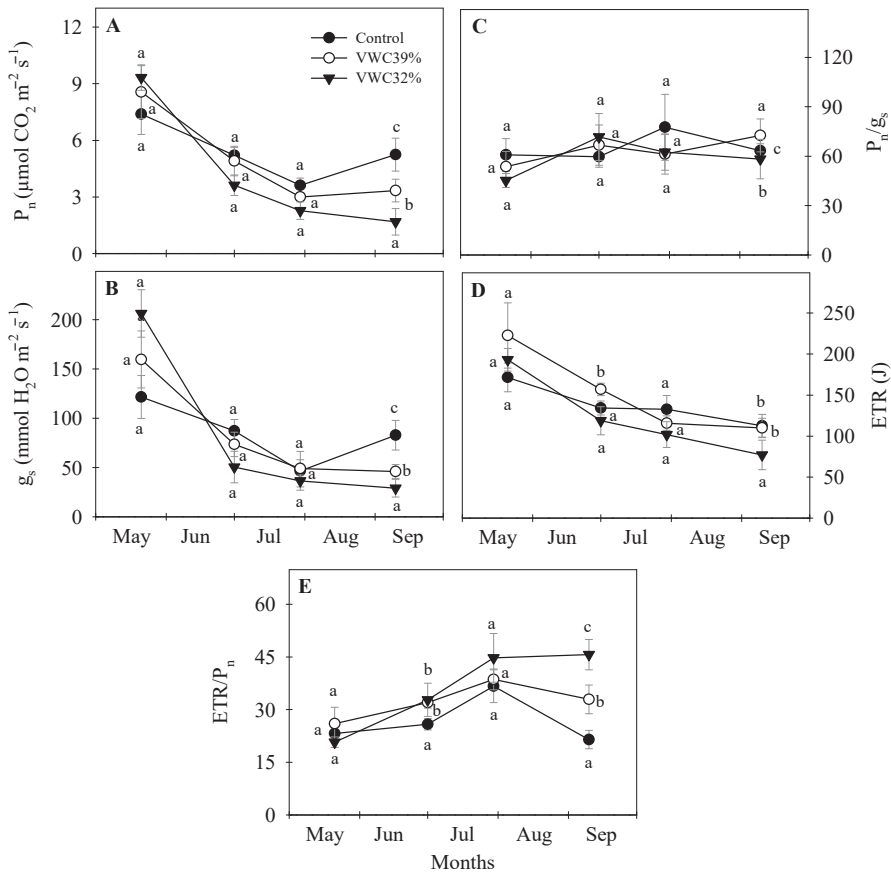 A
Control
VWC39%
VWC32%
12
9
6
3
0
Pn (µmol CO2 m−2 s−1)
a
a
a
a
a
a
a
a
a
c
b
a
C
120
90
60
30
0
Pn/gs
a
a
a
a
a
a
a
a
a
a
c
b
B
200
150
100
50
0
gs (mmol H2O m−2 s−1)
a
a
a
a
a
a
a
a
a
c
b
a
May Jun Jul Aug Sep
D
250
200
150
100
50
0
ETR (J)
a
a
a
b
a
a
a
a
a
b
b
a
May Jun Jul Aug Sep
E
60
45
30
15
0
ETR/Pn
a
a
a
b
b
a
a
a
a
c
b
a
May Jun Jul Aug Sep
Months